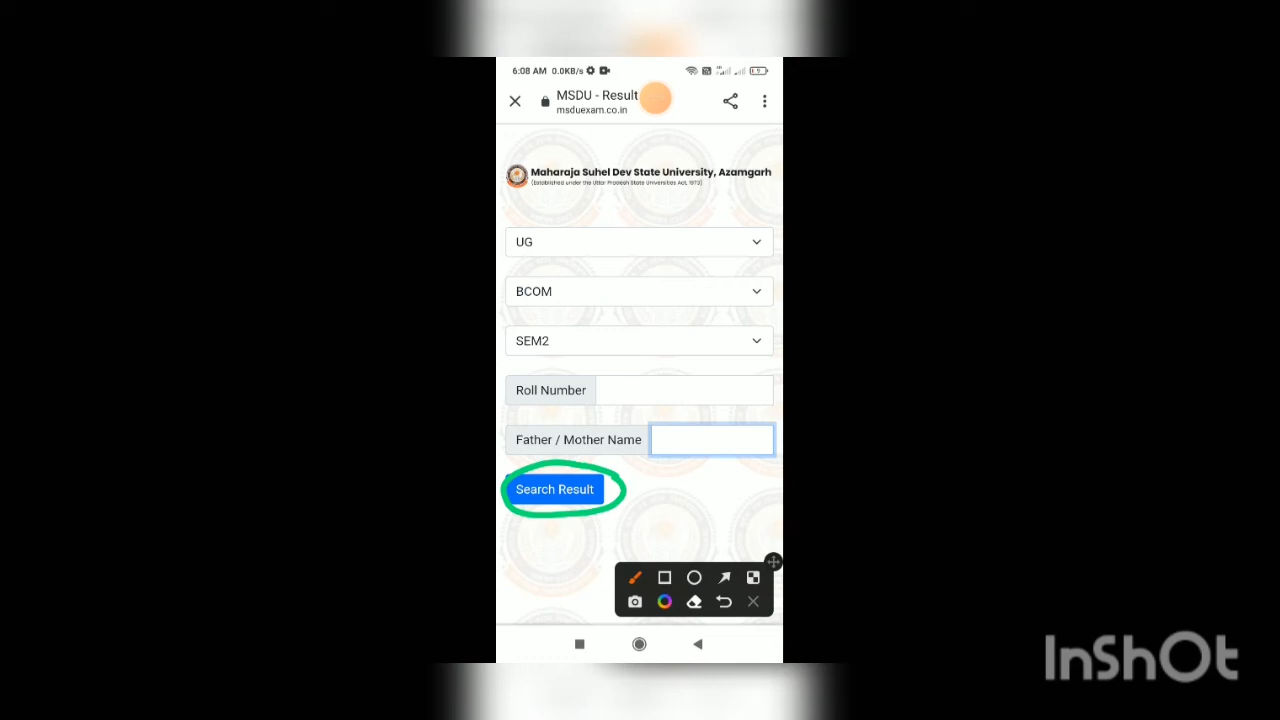 6:08 AM 0.0KB/s
MSDU - Result
msduexam.co.in
Maharaja Suhel Dev State University, Azamgarh
(Established under the Uttar Pradesh State Universities Act, 1973)
UG
BCOM
SEM2
Roll Number
Father / Mother Name
Search Result
InShOt